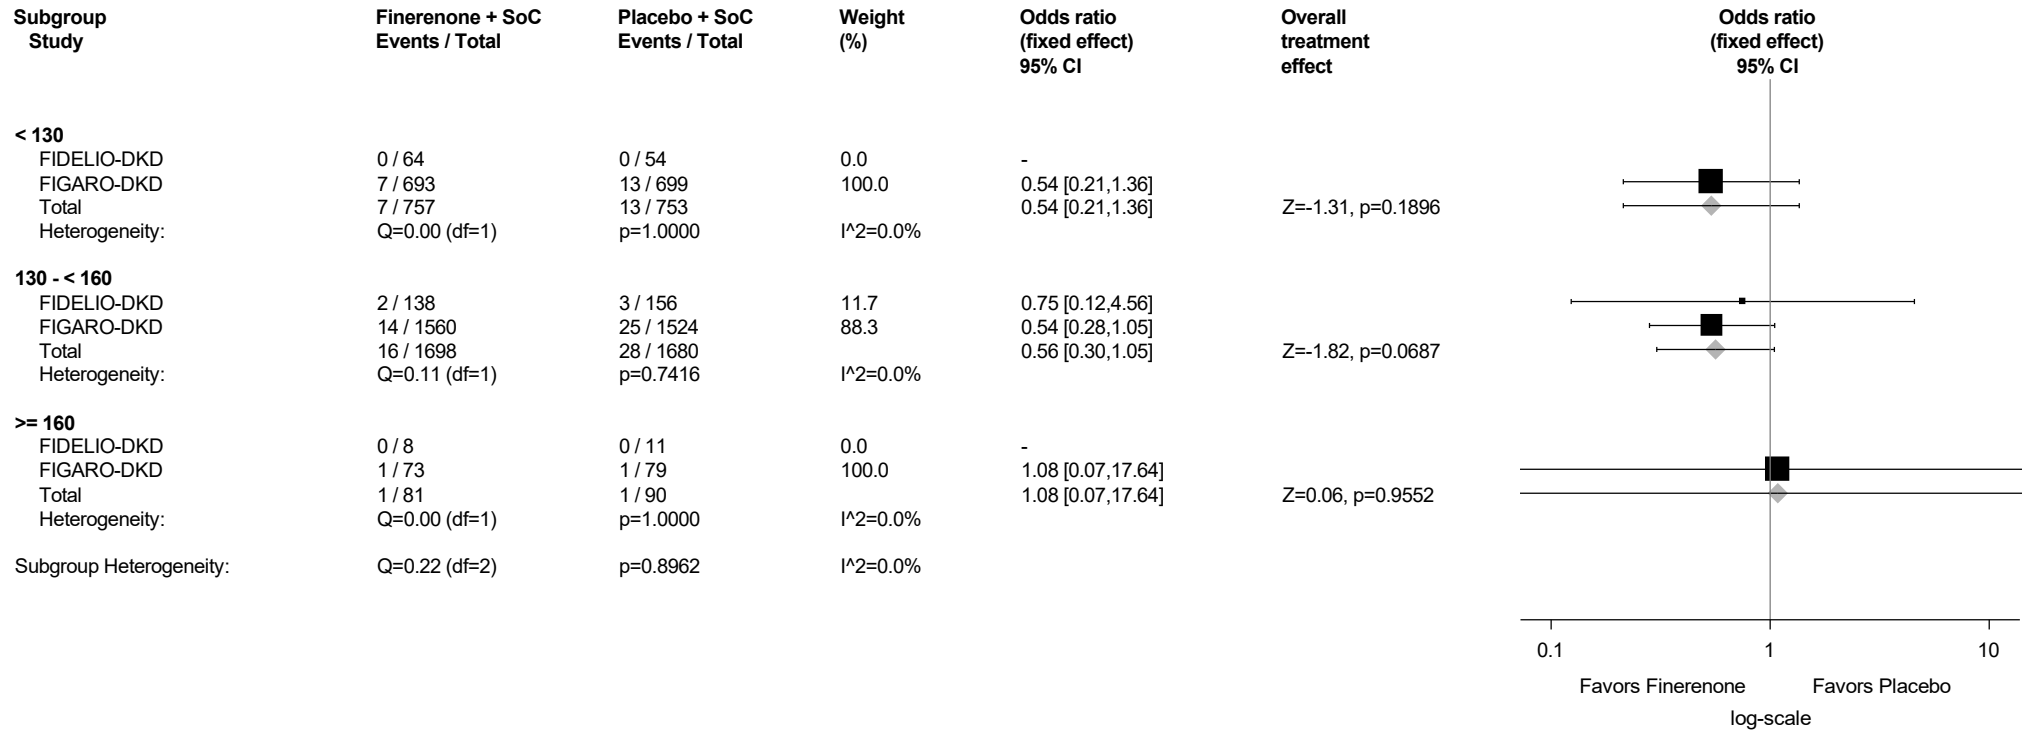 Subgroup Finerenone + SoC Placebo + SoC Weight Odds ratio Overall Odds ratio
Study Events / Total Events / Total (%) (fixed effect) treatment (fixed effect)
95% CI effect 95% CI
< 130
FIDELIO-DKD 0 / 64 0 / 54 0.0 -
FIGARO-DKD 7 / 693 13 / 699 100.0 0.54 [0.21,1.36]
Total 7 / 757 13 / 753 0.54 [0.21,1.36] Z=-1.31, p=0.1896
Heterogeneity: Q=0.00 (df=1) p=1.0000 I^2=0.0%
130 - < 160
FIDELIO-DKD 2 / 138 3 / 156 11.7 0.75 [0.12,4.56]
FIGARO-DKD 14 / 1560 25 / 1524 88.3 0.54 [0.28,1.05]
Total 16 / 1698 28 / 1680 0.56 [0.30,1.05] Z=-1.82, p=0.0687
Heterogeneity: Q=0.11 (df=1) p=0.7416 I^2=0.0%
>= 160
FIDELIO-DKD 0 / 8 0 / 11 0.0 -
FIGARO-DKD 1 / 73 1 / 79 100.0 1.08 [0.07,17.64]
Total 1 / 81 1 / 90 1.08 [0.07,17.64] Z=0.06, p=0.9552
Heterogeneity: Q=0.00 (df=1) p=1.0000 I^2=0.0%
Subgroup Heterogeneity: Q=0.22 (df=2) p=0.8962 I^2=0.0%
0.1 1 10
Favors Finerenone Favors Placebo
log-scale